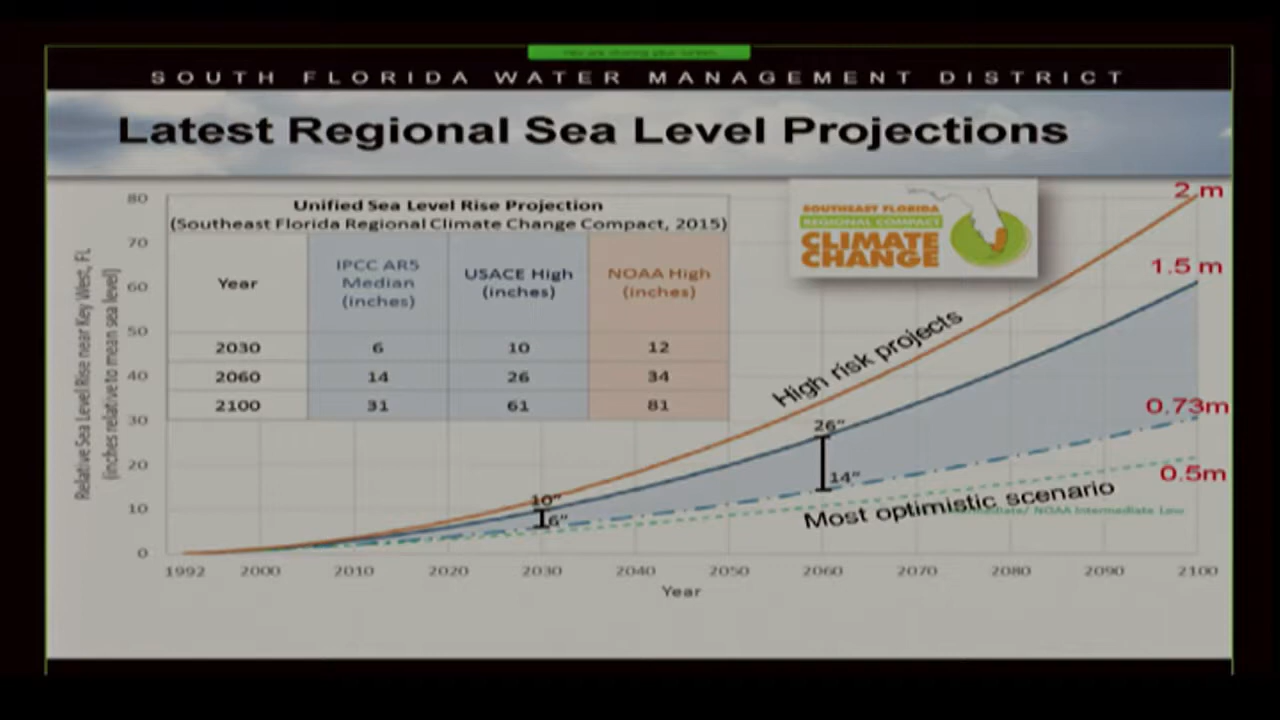 SOUTH FLORIDA WATER MANAGEMENT DISTRICT
Latest Regional Sea Level Projections
Unified Sea Level Rise Projection
(Southeast Florida Regional Climate Change Compact, 2015)
Year
IPCC AR5 Median (inches)
USACE High (inches)
NOAA High (inches)
2030 6 10 12
2060 14 26 34
2100 31 61 81
SOUTHEAST FLORIDA
REGIONAL COMPACT
CLIMATE
CHANGE
2 m
1.5 m
0.73m
0.5m
High risk projects
Most optimistic scenario
/ NOAA Intermediate Low
10"
6"
26"
14"
Relative Sea Level Rise near Key West, FL
(inches relative to mean sea level)
80
70
60
50
40
30
20
10
0
1992 2000 2010 2020 2030 2040 2050 2060 2070 2080 2090 2100
Year